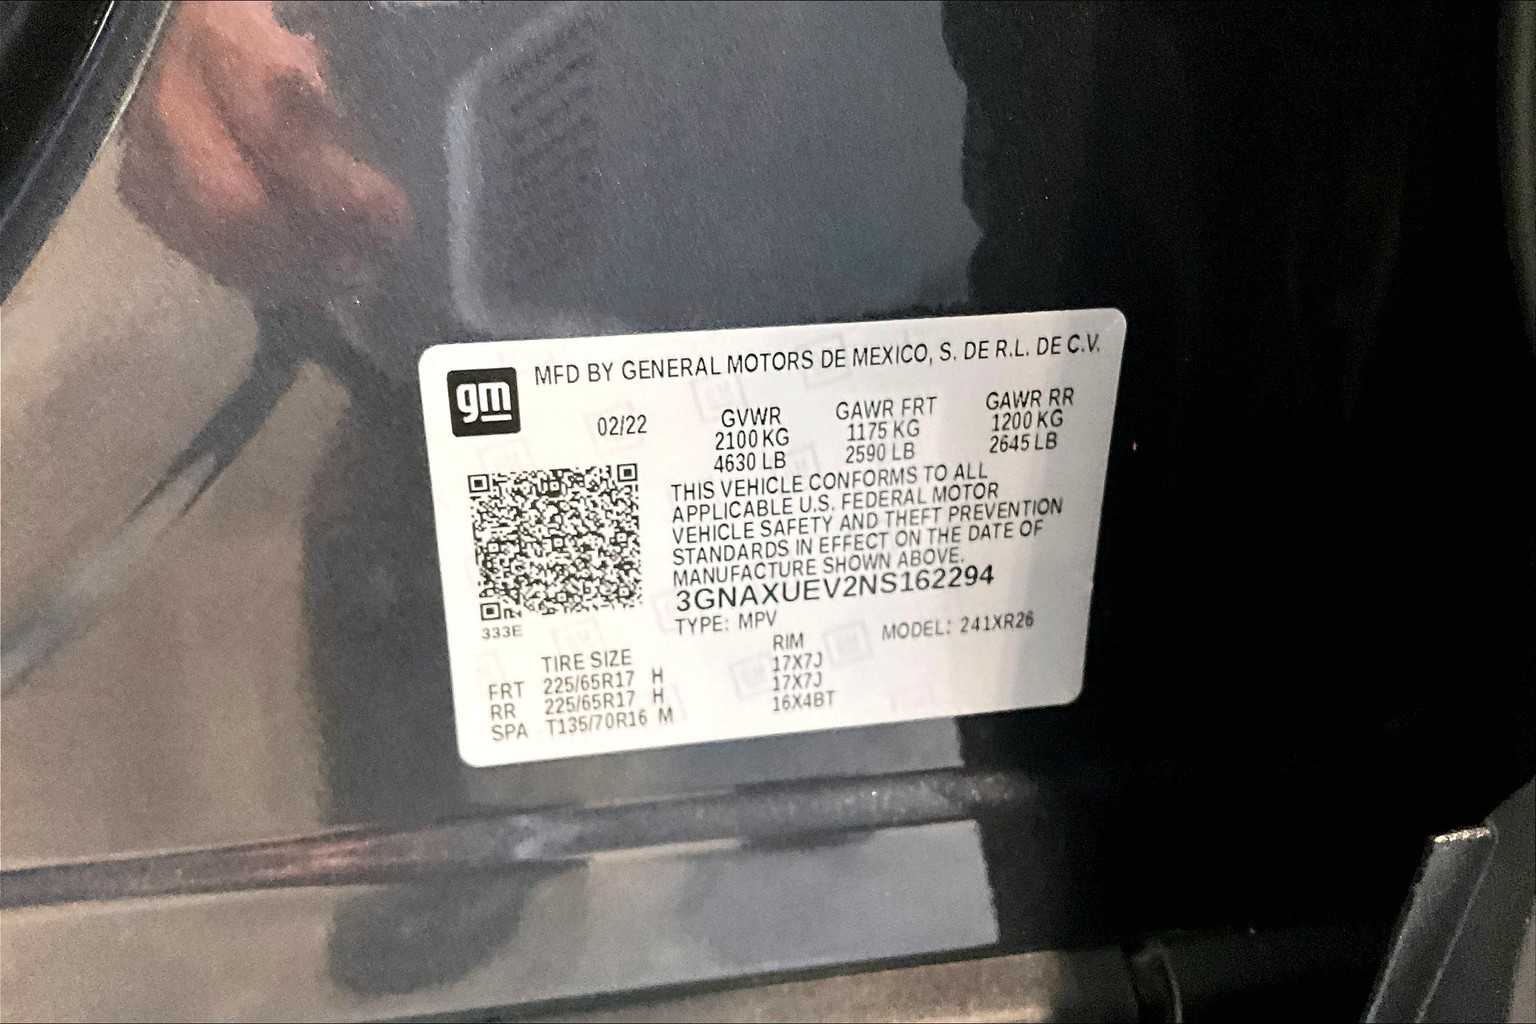 gm
MFD BY GENERAL MOTORS DE MEXICO, S. DE R.L. DE C.V.
02/22 GVWR GAWR FRT GAWR RR
2100 KG 1175 KG 1200 KG
4630 LB 2590 LB 2645 LB
THIS VEHICLE CONFORMS TO ALL
APPLICABLE U.S. FEDERAL MOTOR
VEHICLE SAFETY AND THEFT PREVENTION
STANDARDS IN EFFECT ON THE DATE OF
MANUFACTURE SHOWN ABOVE.
3GNAXUEV2NS162294
333E
TYPE: MPV MODEL: 241XR26
TIRE SIZE RIM
FRT 225/65R17 H 17X7J
RR 225/65R17 H 17X7J
SPA T135/70R16 M 16X4BT